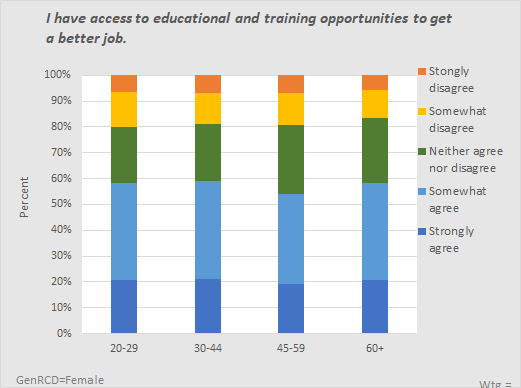 I have access to educational and training opportunities to get
a better job.
100%
90%
80%
70%
60%
50%
40%
30%
20%
10%
0%
Percent
20-29
30-44
45-59
60+
Stongly
disagree
Somewhat
disagree
Neither agree
nor disagree
Somewhat
agree
Strongly
agree
GenRCD=Female
Wtg =